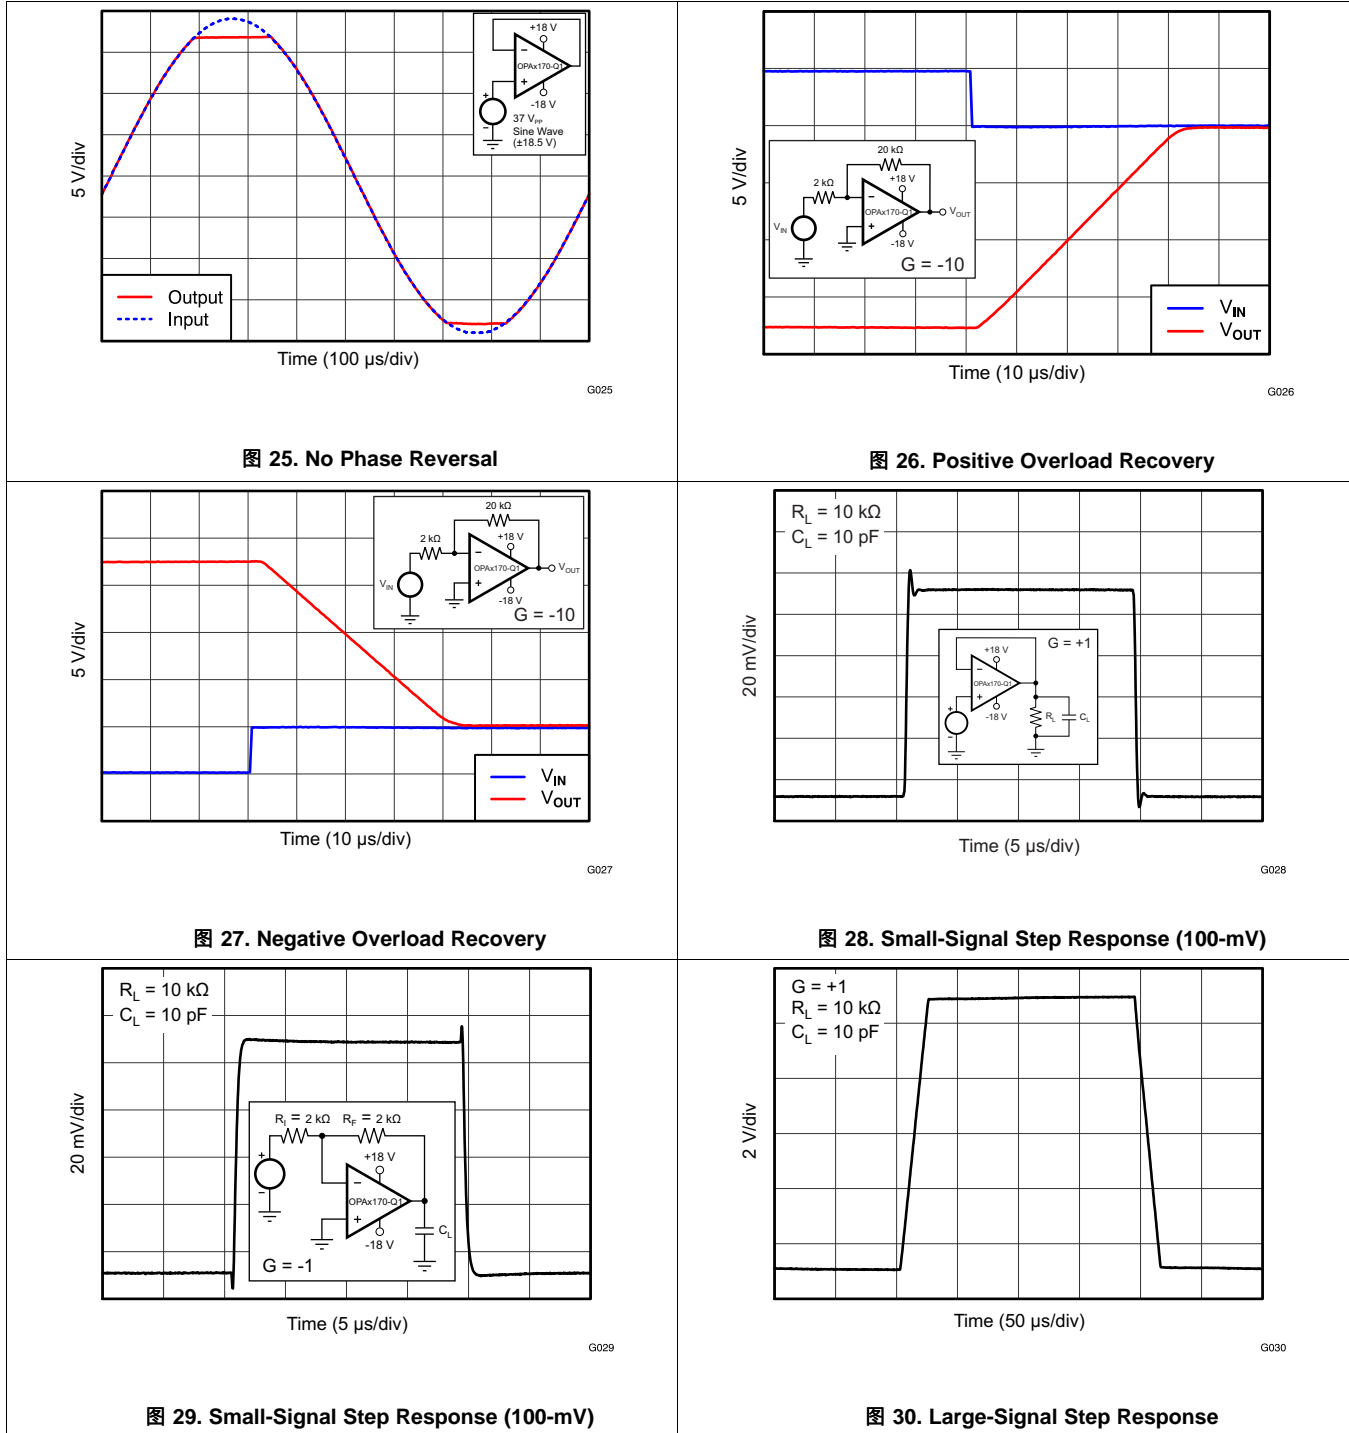 +18 V
−
OPAx170-Q1
+
+
-18 V
−
37 VPP
Sine Wave
(±18.5 V)
5 V/div
Output
Input
Time (100 µs/div)
G025
图 25. No Phase Reversal
20 kΩ
+18 V
2 kΩ
−
OPAx170-Q1
VOUT
VIN
+
-18 V
G = -10
5 V/div
VIN
VOUT
Time (10 µs/div)
G026
图 26. Positive Overload Recovery
20 kΩ
+18 V
2 kΩ
−
OPAx170-Q1
VOUT
VIN
+
-18 V
G = -10
5 V/div
VIN
VOUT
Time (10 µs/div)
G027
图 27. Negative Overload Recovery
RL = 10 kΩ
CL = 10 pF
G = +1
+18 V
−
OPAx170-Q1
+
+
-18 V
RL
CL
−
20 mV/div
Time (5 µs/div)
G028
图 28. Small-Signal Step Response (100-mV)
RL = 10 kΩ
CL = 10 pF
RI = 2 kΩ
RF = 2 kΩ
+
+18 V
−
−
OPAx170-Q1
+
CL
-18 V
G = -1
20 mV/div
Time (5 µs/div)
G029
图 29. Small-Signal Step Response (100-mV)
G = +1
RL = 10 kΩ
CL = 10 pF
2 V/div
Time (50 µs/div)
G030
图 30. Large-Signal Step Response